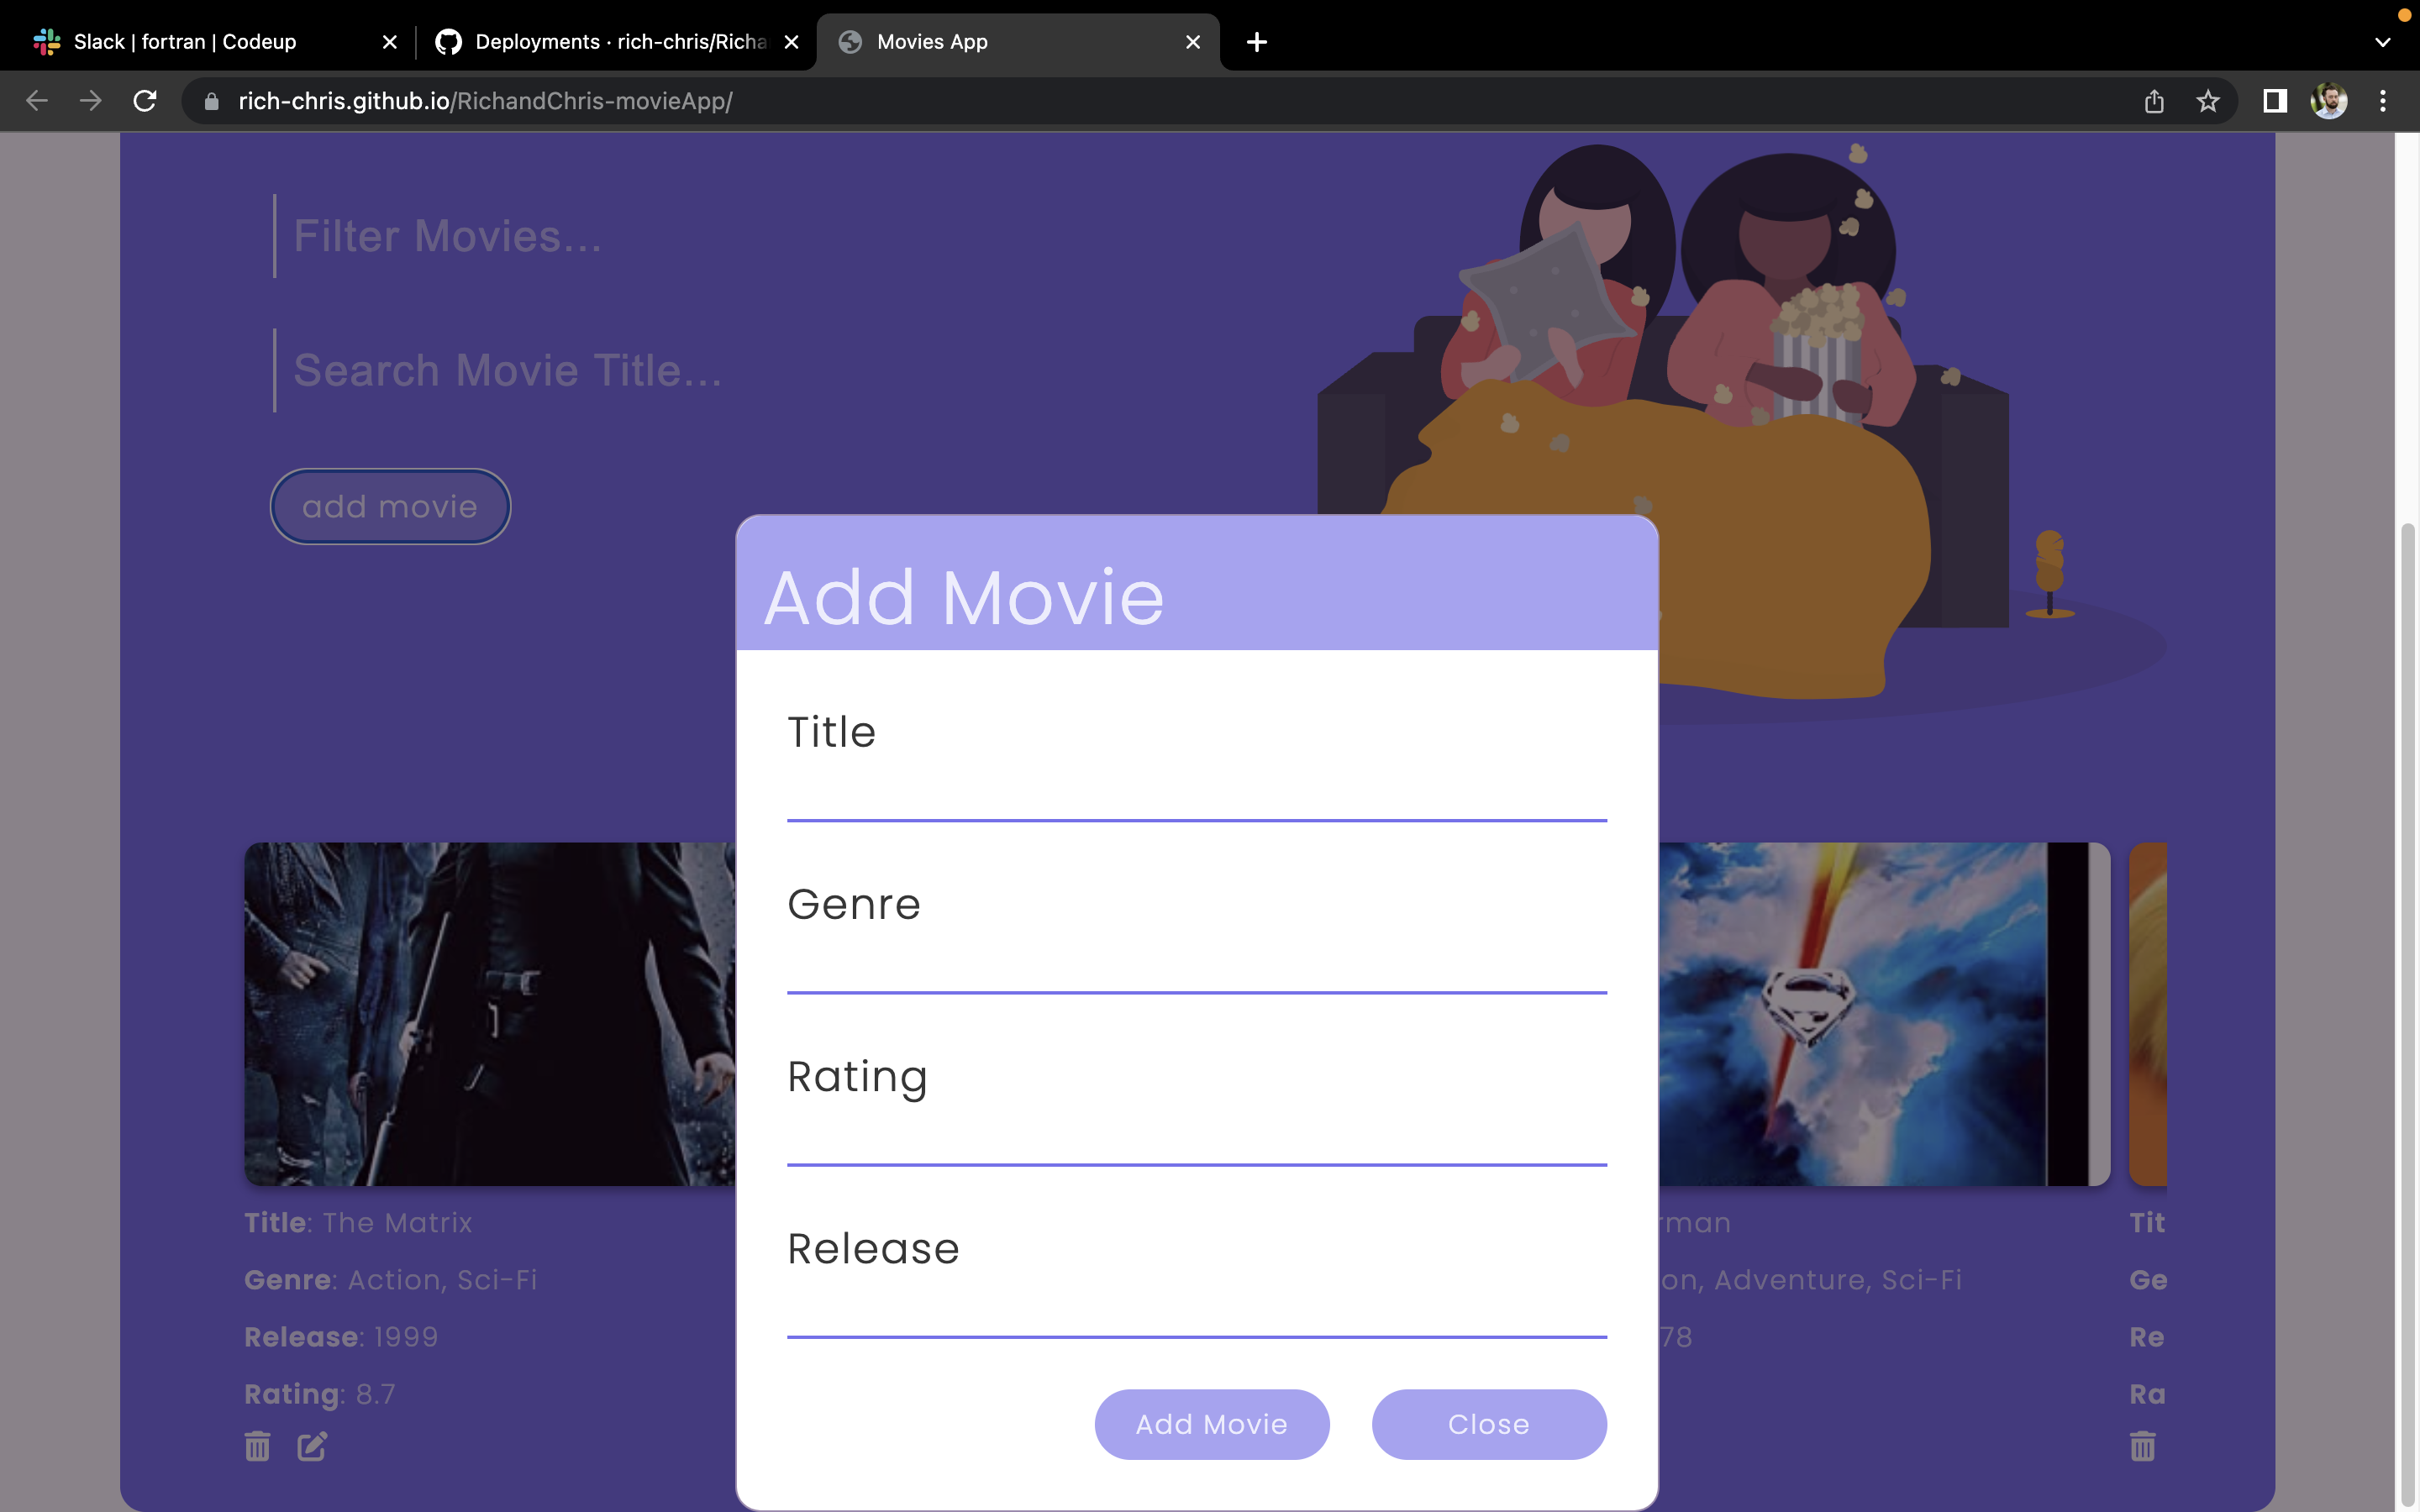 Slack | fortran | Codeup
Deployments · rich-chris/Richa
Movies App
rich-chris.github.io/RichandChris-movieApp/
Filter Movies...
Search Movie Title...
add movie
Add Movie
Title
Genre
Rating
Release
Add Movie
Close
Title: The Matrix
Genre: Action, Sci-Fi
Release: 1999
Rating: 8.7
rman
on, Adventure, Sci-Fi
78
Tit
Ge
Re
Ra